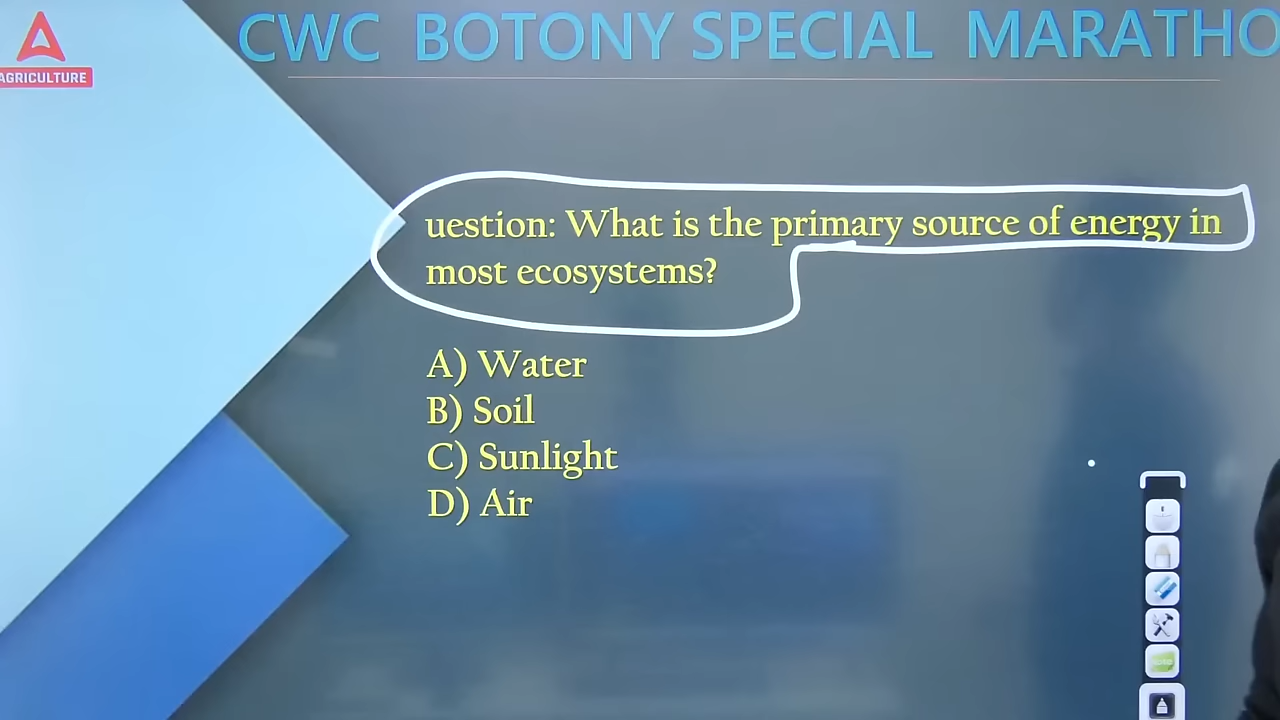 CWC BOTONY SPECIAL MARATHO
AGRICULTURE
uestion: What is the primary source of energy in
most ecosystems?
A) Water
B) Soil
C) Sunlight
D) Air